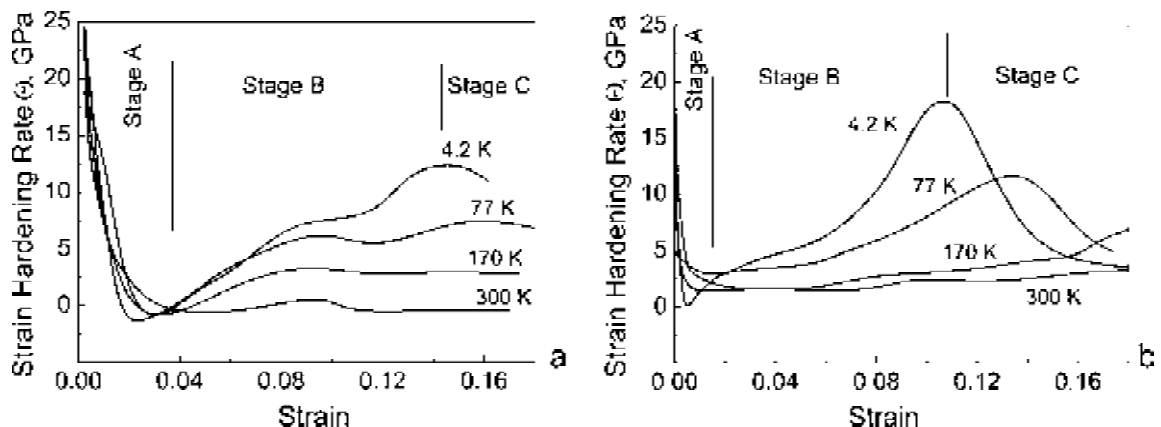 Strain Hardening Rate Θ, GPa
25
20
15
10
5
0
Stage A
Stage B
Stage C
4.2 K
77 K
170 K
300 K
0.00 0.04 0.08 0.12 0.16
Strain
a
Strain Hardening Rate Θ, GPa
25
20
15
10
5
0
Stage A
Stage B
Stage C
4.2 K
77 K
170 K
300 K
0.00 0.04 0.08 0.12 0.16
Strain
b